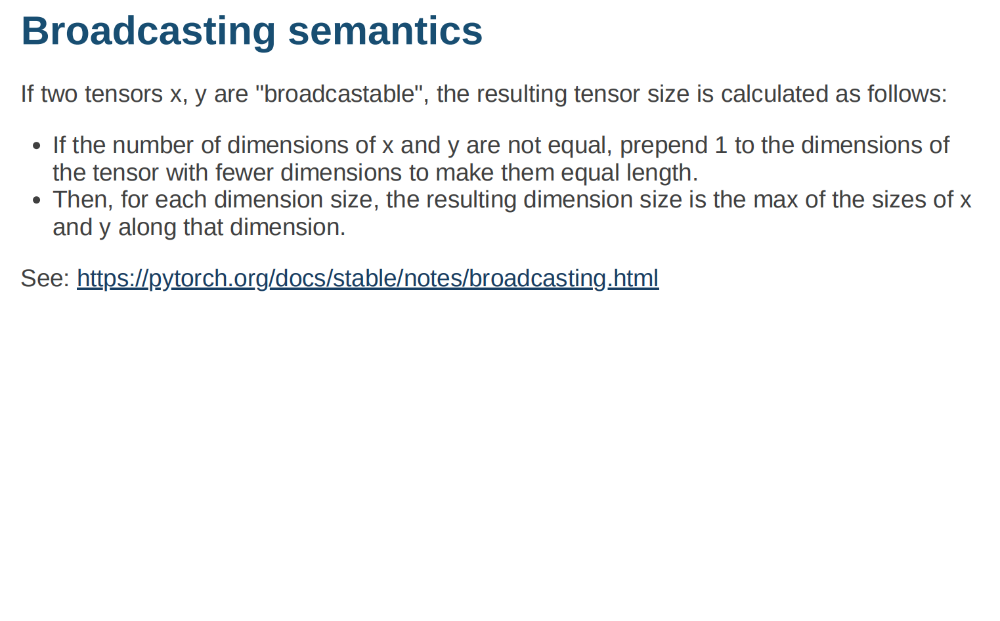 Broadcasting semantics
If two tensors x, y are "broadcastable", the resulting tensor size is calculated as follows:
• If the number of dimensions of x and y are not equal, prepend 1 to the dimensions of
the tensor with fewer dimensions to make them equal length.
• Then, for each dimension size, the resulting dimension size is the max of the sizes of x
and y along that dimension.
See: https://pytorch.org/docs/stable/notes/broadcasting.html